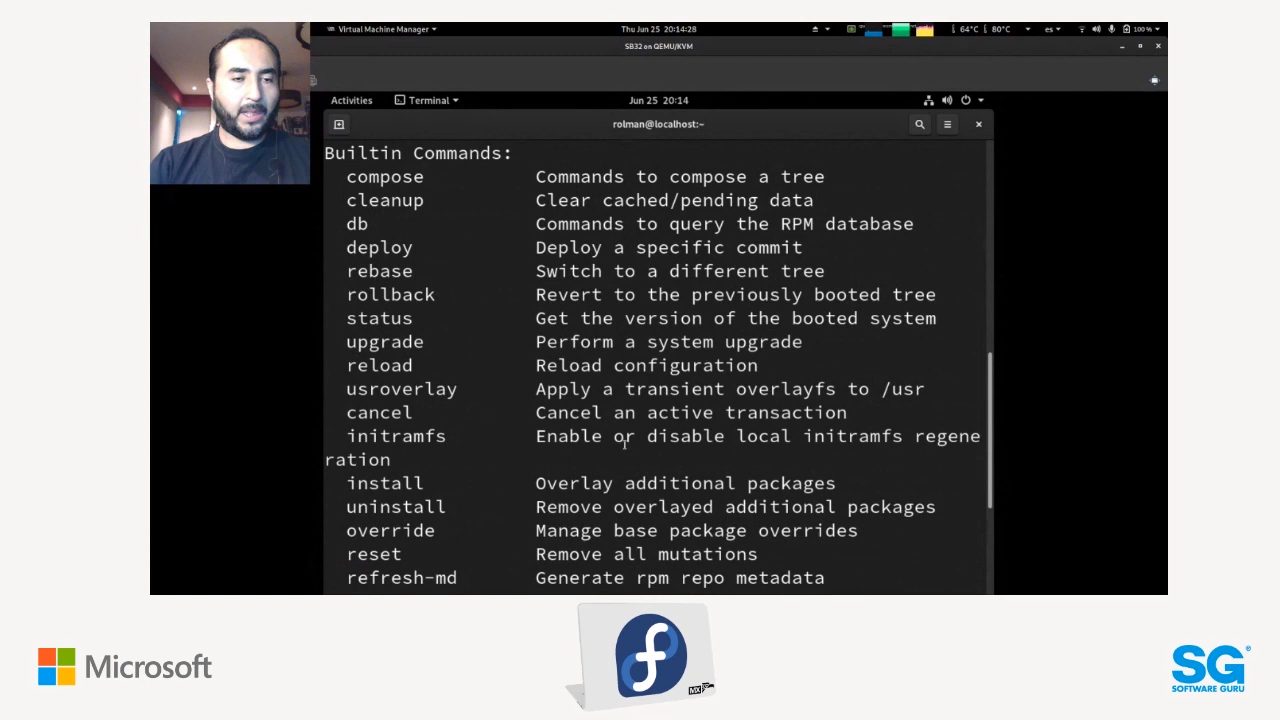 Virtual Machine Manager
Thu Jun 25 20:14:28
64°C
80°C
es
100 %
SB32 on QEMU/KVM
Activities
Terminal
Jun 25 20:14
rolman@localhost:~
Builtin Commands:
compose Commands to compose a tree
cleanup Clear cached/pending data
db Commands to query the RPM database
deploy Deploy a specific commit
rebase Switch to a different tree
rollback Revert to the previously booted tree
status Get the version of the booted system
upgrade Perform a system upgrade
reload Reload configuration
usroverlay Apply a transient overlayfs to /usr
cancel Cancel an active transaction
initramfs Enable or disable local initramfs regene
ration
install Overlay additional packages
uninstall Remove overlayed additional packages
override Manage base package overrides
reset Remove all mutations
refresh-md Generate rpm repo metadata
Microsoft
MX
SG®
SOFTWARE GURU